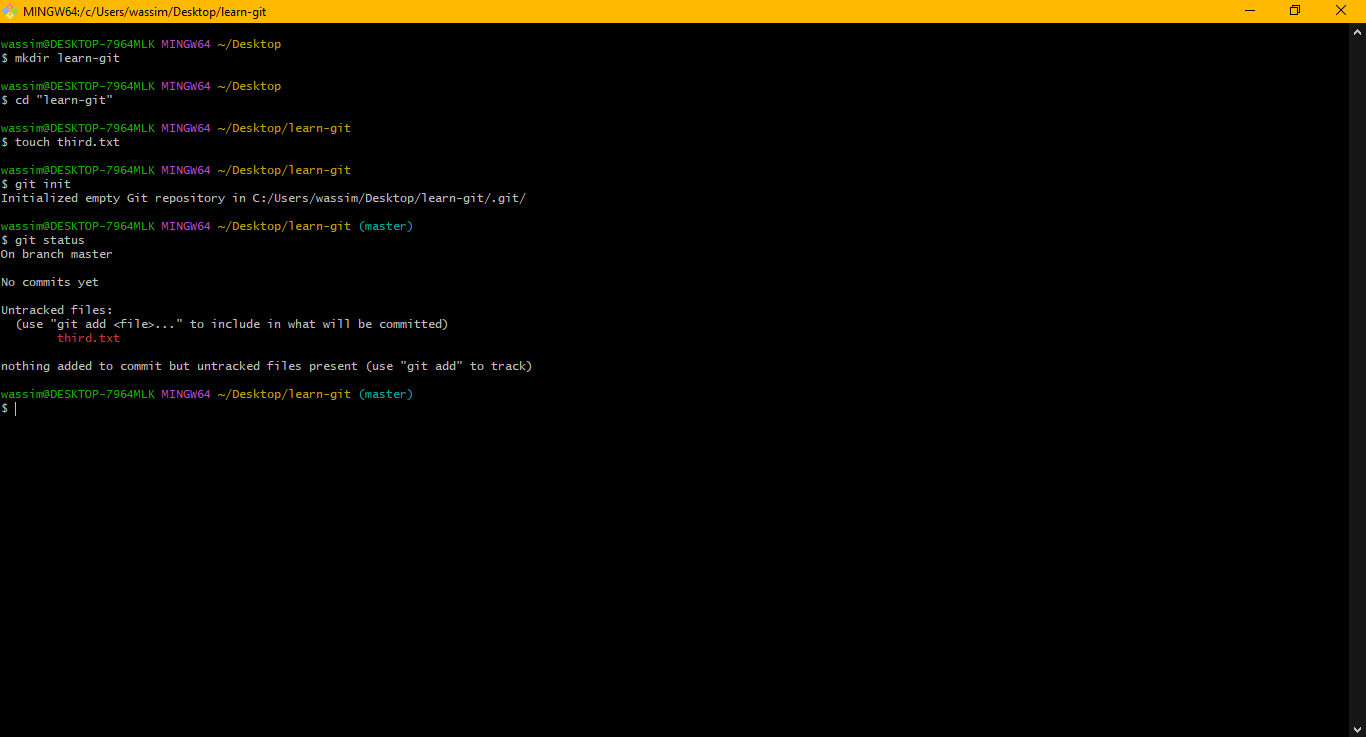 MINGW64:/c/Users/wassim/Desktop/learn-git
wassim@DESKTOP-7964MLK MINGW64 ~/Desktop
$ mkdir learn-git
wassim@DESKTOP-7964MLK MINGW64 ~/Desktop
$ cd "learn-git"
wassim@DESKTOP-7964MLK MINGW64 ~/Desktop/learn-git
$ touch third.txt
wassim@DESKTOP-7964MLK MINGW64 ~/Desktop/learn-git
$ git init
Initialized empty Git repository in C:/Users/wassim/Desktop/learn-git/.git/
wassim@DESKTOP-7964MLK MINGW64 ~/Desktop/learn-git (master)
$ git status
On branch master
No commits yet
Untracked files:
  (use "git add <file>..." to include in what will be committed)
        third.txt
nothing added to commit but untracked files present (use "git add" to track)
wassim@DESKTOP-7964MLK MINGW64 ~/Desktop/learn-git (master)
$